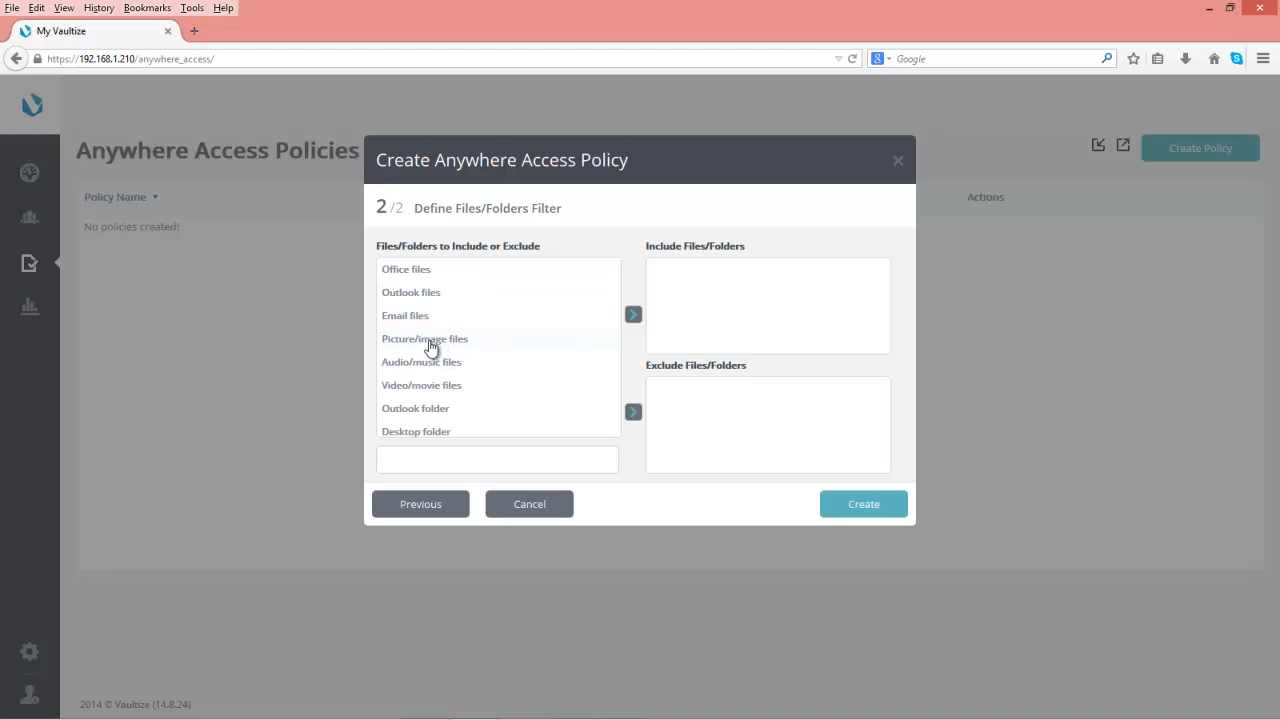 File Edit View History Bookmarks Tools Help
My Vaultize
https://192.168.1.210/anywhere_access/
Google
Anywhere Access Policies
Create Policy
Policy Name
Actions
No policies created!
Create Anywhere Access Policy
2 /2 Define Files/Folders Filter
Files/Folders to Include or Exclude
Office files
Outlook files
Email files
Picture/image files
Audio/music files
Video/movie files
Outlook folder
Desktop folder
Include Files/Folders
Exclude Files/Folders
Previous
Cancel
Create
2014 © Vaultize (14.8.24)